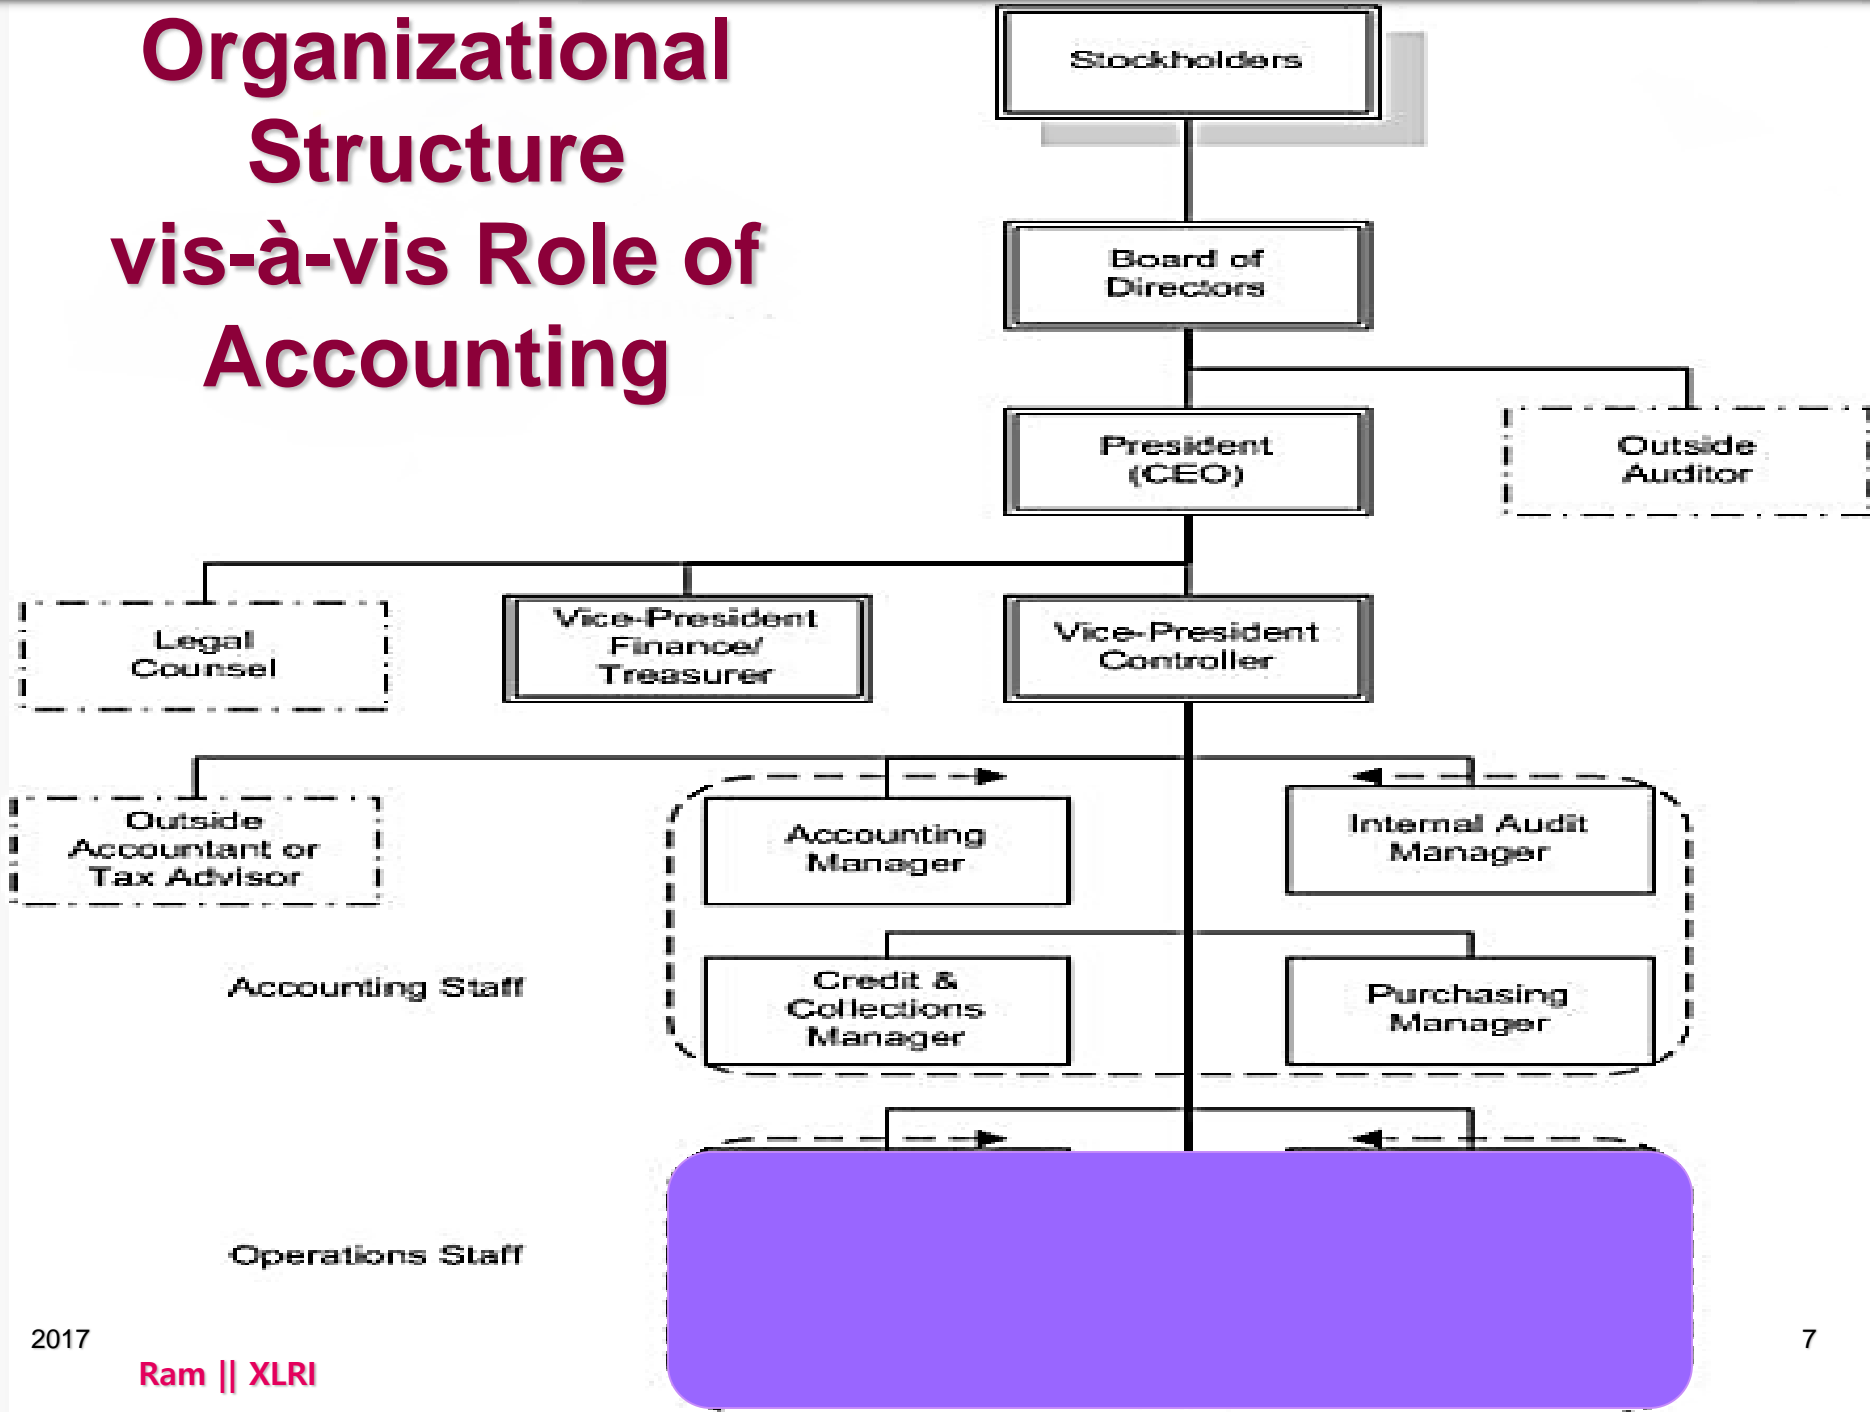 Organizational
Structure
vis-à-vis Role of
Accounting
Stockholders
Board of
Directors
President
(CEO)
Outside
Auditor
Legal
Counsel
Vice-President
Finance/
Treasurer
Vice-President
Controller
Outside
Accountant or
Tax Advisor
Accounting
Manager
Internal Audit
Manager
Accounting Staff
Credit &
Collections
Manager
Purchasing
Manager
Operations Staff
2017
Ram || XLRI
7